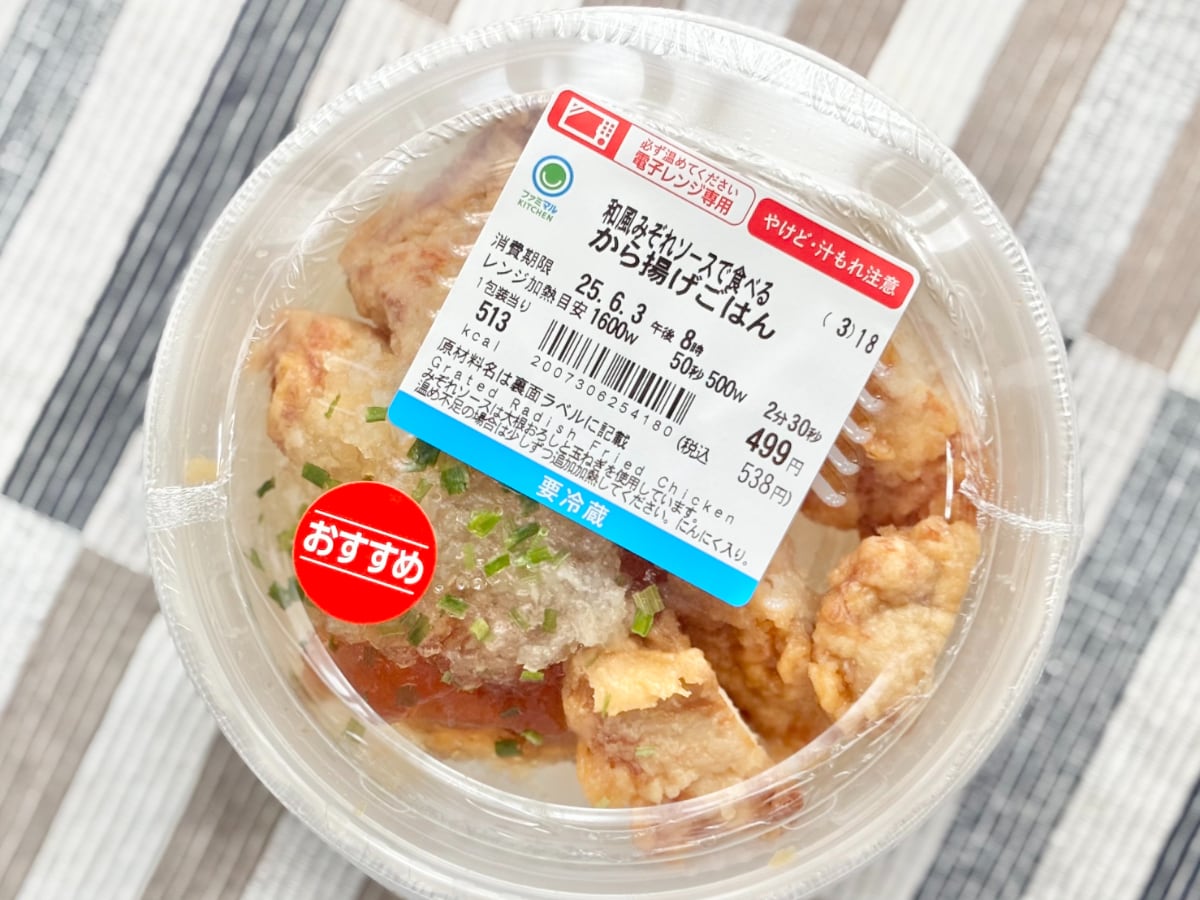 必ず温めてください
電子レンジ専用
やけど・汁もれ注意
ファミマル
KITCHEN
和風みぞれソースで食べる
から揚げごはん
(3)18
消費期限 25.6.3 午後 8時
レンジ加熱目安 1600w 50秒 500w 2分30秒
1包装当り
513
kcal
2007306254180
499円
(税込 538円)
原材料名は裏面ラベルに記載
Grated Radish Fried Chicken
みぞれソースは大根おろしと玉ねぎを使用しています。
温め不足の場合は少しずつ追加加熱してください。にんにく入り。
要冷蔵
おすすめ